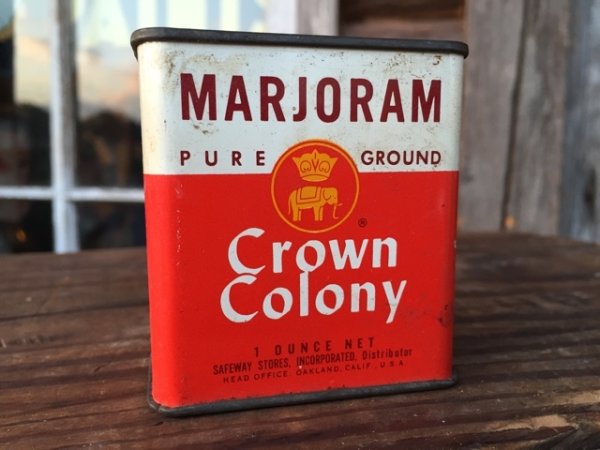 MARJORAM
PURE GROUND
®
Crown
Colony
1 OUNCE NET
SAFEWAY STORES, INCORPORATED, Distributor
HEAD OFFICE: OAKLAND, CALIF., U.S.A